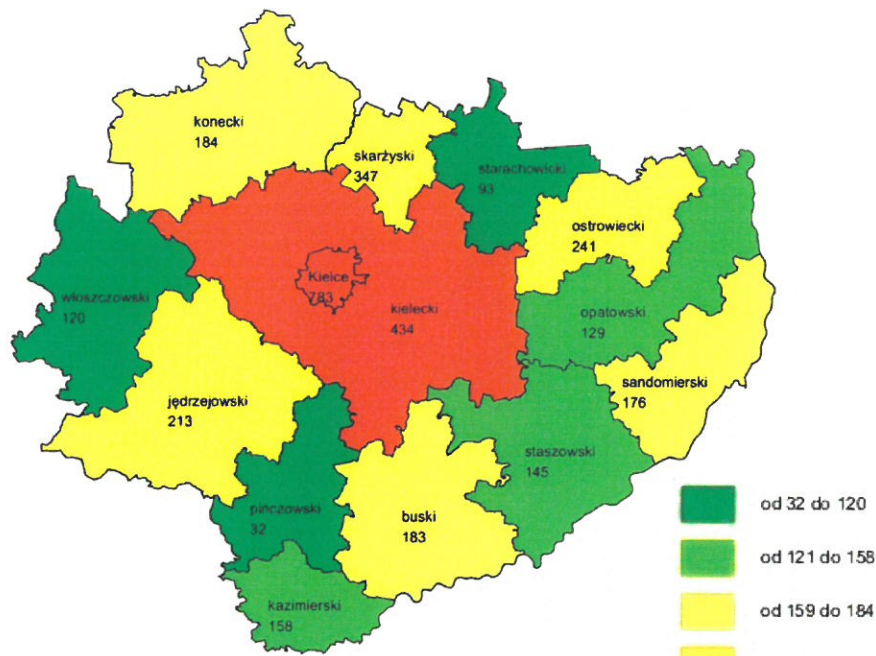 konecki
184
skarżyski
347
starachowicki
93
ostrowiecki
241
Kielce
783
kielecki
434
włoszczowski
120
opatowski
129
sandomierski
176
jędrzejowski
213
staszowski
145
pinczowski
32
buski
183
kazimierski
158
od 32 do 120
od 121 do 158
od 159 do 184